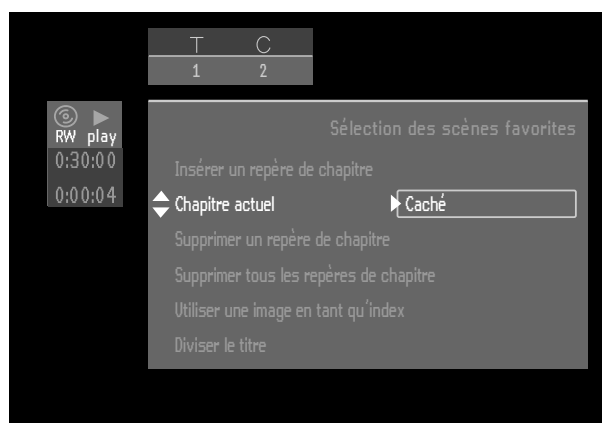 T C
1 2
RW play
0:30:00
0:00:04
Sélection des scènes favorites
Insérer un repère de chapitre
Chapitre actuel Caché
Supprimer un repère de chapitre
Supprimer tous les repères de chapitre
Utiliser une image en tant qu'index
Diviser le titre